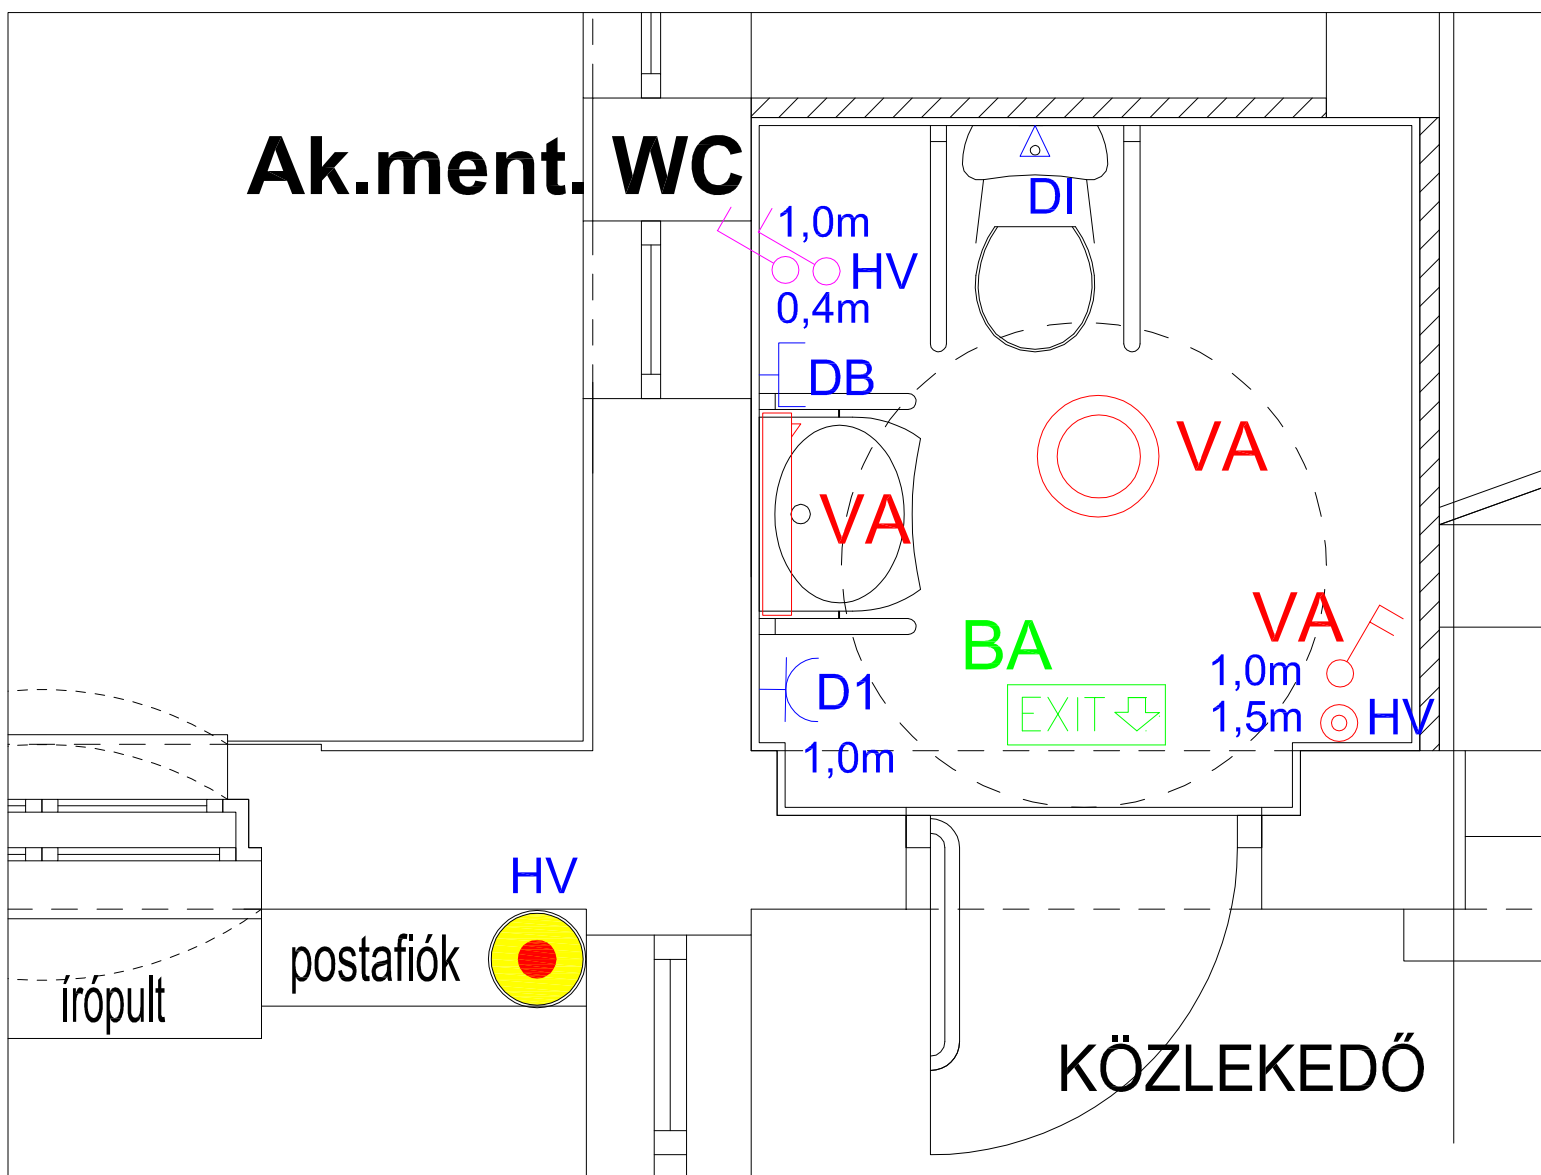 Ak.ment. WC
DI
1,0m
HV
0,4m
DB
VA
VA
VA
BA
1,0m
D1
EXIT
1,5m HV
1,0m
HV
postafiók
írópult
KÖZLEKEDŐ